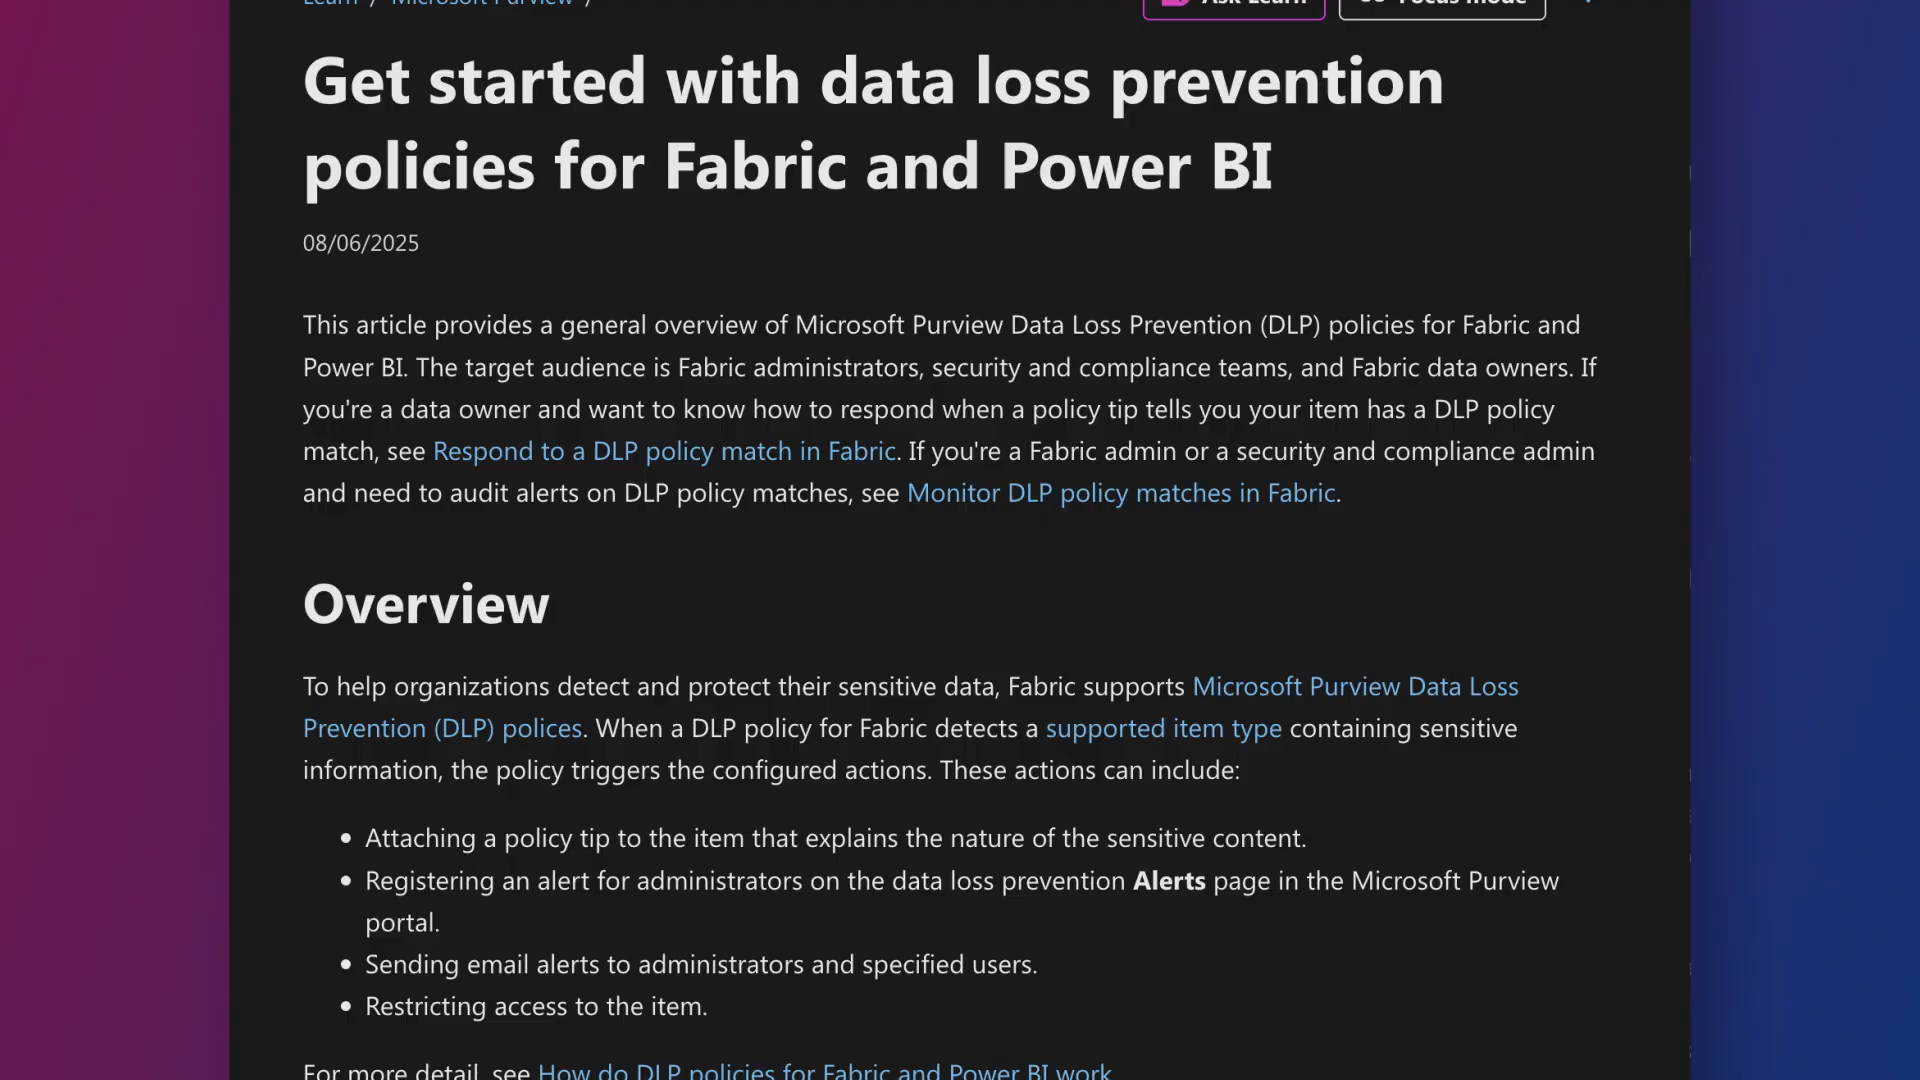 Learn / Microsoft Purview /
Ask Learn
Focus mode
Get started with data loss prevention
policies for Fabric and Power BI
08/06/2025
This article provides a general overview of Microsoft Purview Data Loss Prevention (DLP) policies for Fabric and
Power BI. The target audience is Fabric administrators, security and compliance teams, and Fabric data owners. If
you're a data owner and want to know how to respond when a policy tip tells you your item has a DLP policy
match, see Respond to a DLP policy match in Fabric. If you're a Fabric admin or a security and compliance admin
and need to audit alerts on DLP policy matches, see Monitor DLP policy matches in Fabric.
Overview
To help organizations detect and protect their sensitive data, Fabric supports Microsoft Purview Data Loss
Prevention (DLP) polices. When a DLP policy for Fabric detects a supported item type containing sensitive
information, the policy triggers the configured actions. These actions can include:
• Attaching a policy tip to the item that explains the nature of the sensitive content.
• Registering an alert for administrators on the data loss prevention Alerts page in the Microsoft Purview
portal.
• Sending email alerts to administrators and specified users.
• Restricting access to the item.
For more detail, see How do DLP policies for Fabric and Power BI work